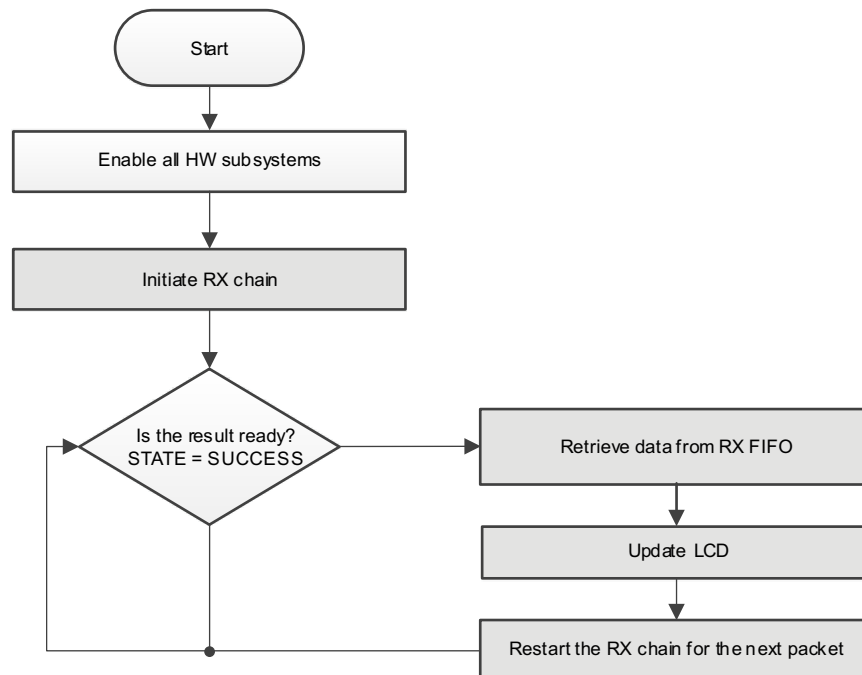 Start
Enable all HW subsystems
Initiate RX chain
Is the result ready?
STATE = SUCCESS
Retrieve data from RX FIFO
Update LCD
Restart the RX chain for the next packet